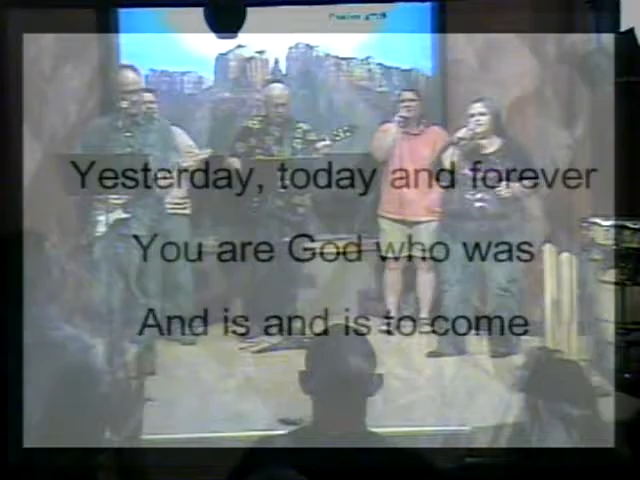 Yesterday, today and forever
You are God who was
And is and is to come